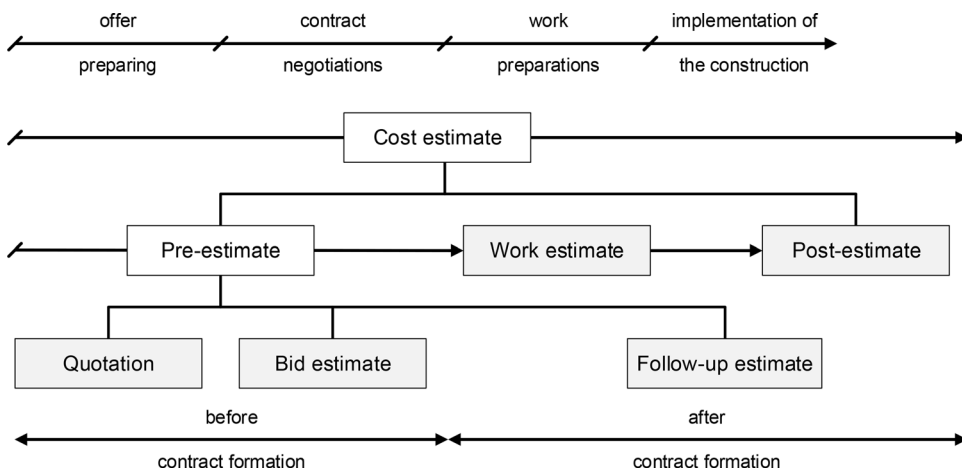 offer
contract
work
implementation of
preparing
negotiations
preparations
the construction
Cost estimate
Pre-estimate
Work estimate
Post-estimate
Quotation
Bid estimate
Follow-up estimate
before
after
contract formation
contract formation